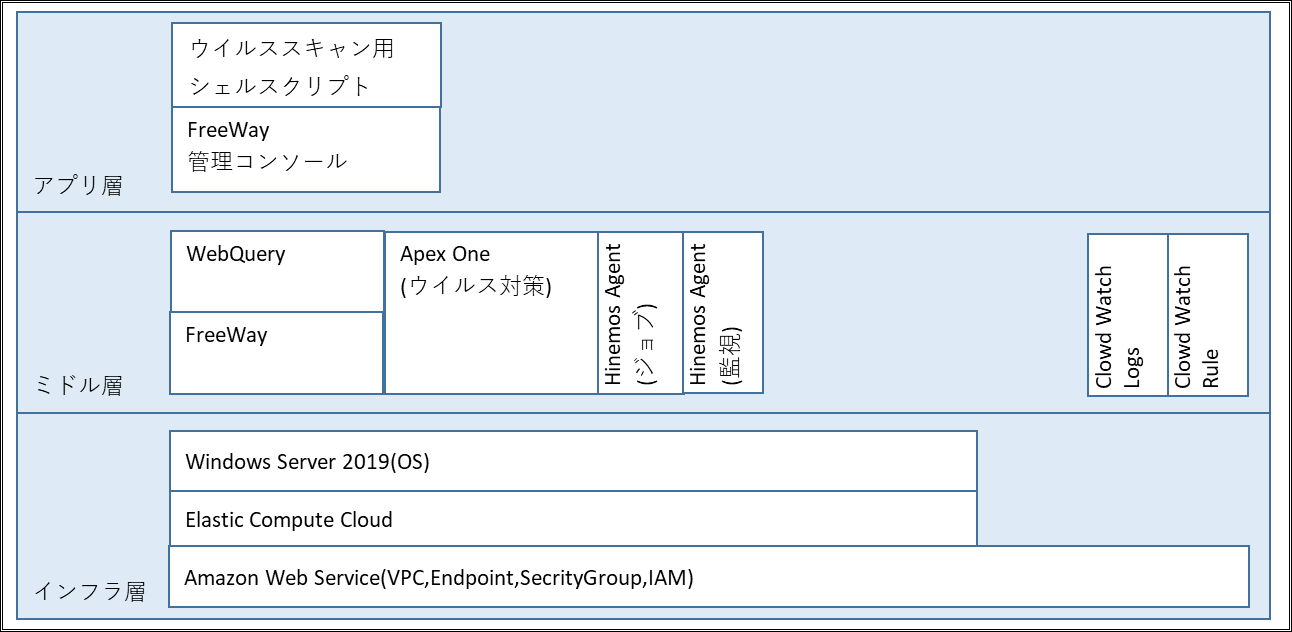 ウイルススキャン用
シェルスクリプト
FreeWay
管理コンソール
アプリ層
WebQuery
FreeWay
Apex One
(ウイルス対策)
Hinemos Agent
(ジョブ)
Hinemos Agent
(監視)
Clowd Watch
Logs
Clowd Watch
Rule
ミドル層
Windows Server 2019(OS)
Elastic Compute Cloud
Amazon Web Service(VPC,Endpoint,SecrityGroup,IAM)
インフラ層